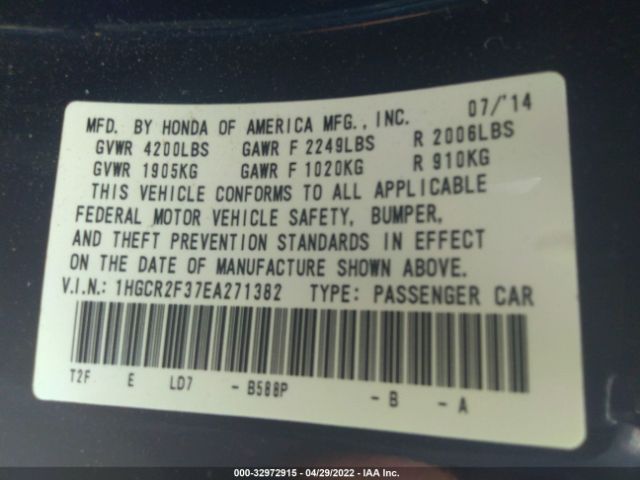 MFD. BY HONDA OF AMERICA MFG., INC. 07/'14
GVWR 4200LBS GAWR F 2249LBS R 2006LBS
GVWR 1905KG GAWR F 1020KG R 910KG
THIS VEHICLE CONFORMS TO ALL APPLICABLE
FEDERAL MOTOR VEHICLE SAFETY, BUMPER,
AND THEFT PREVENTION STANDARDS IN EFFECT
ON THE DATE OF MANUFACTURE SHOWN ABOVE.
V.I.N.: 1HGCR2F37EA271382 TYPE: PASSENGER CAR
T2F E LD7 - B588P - B - A
000-32972915 - 04/29/2022 - IAA Inc.